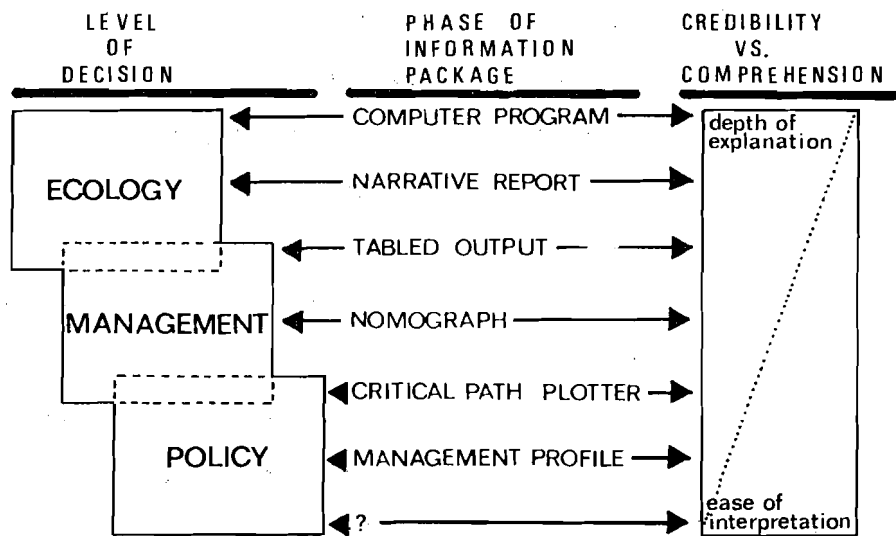 LEVEL
OF
DECISION
PHASE OF
INFORMATION
PACKAGE
CREDIBILITY
VS.
COMPREHENSION
ECOLOGY
MANAGEMENT
POLICY
COMPUTER PROGRAM
NARRATIVE REPORT
TABLED OUTPUT
NOMOGRAPH
CRITICAL PATH PLOTTER
MANAGEMENT PROFILE
?
depth of
explanation
ease of
interpretation